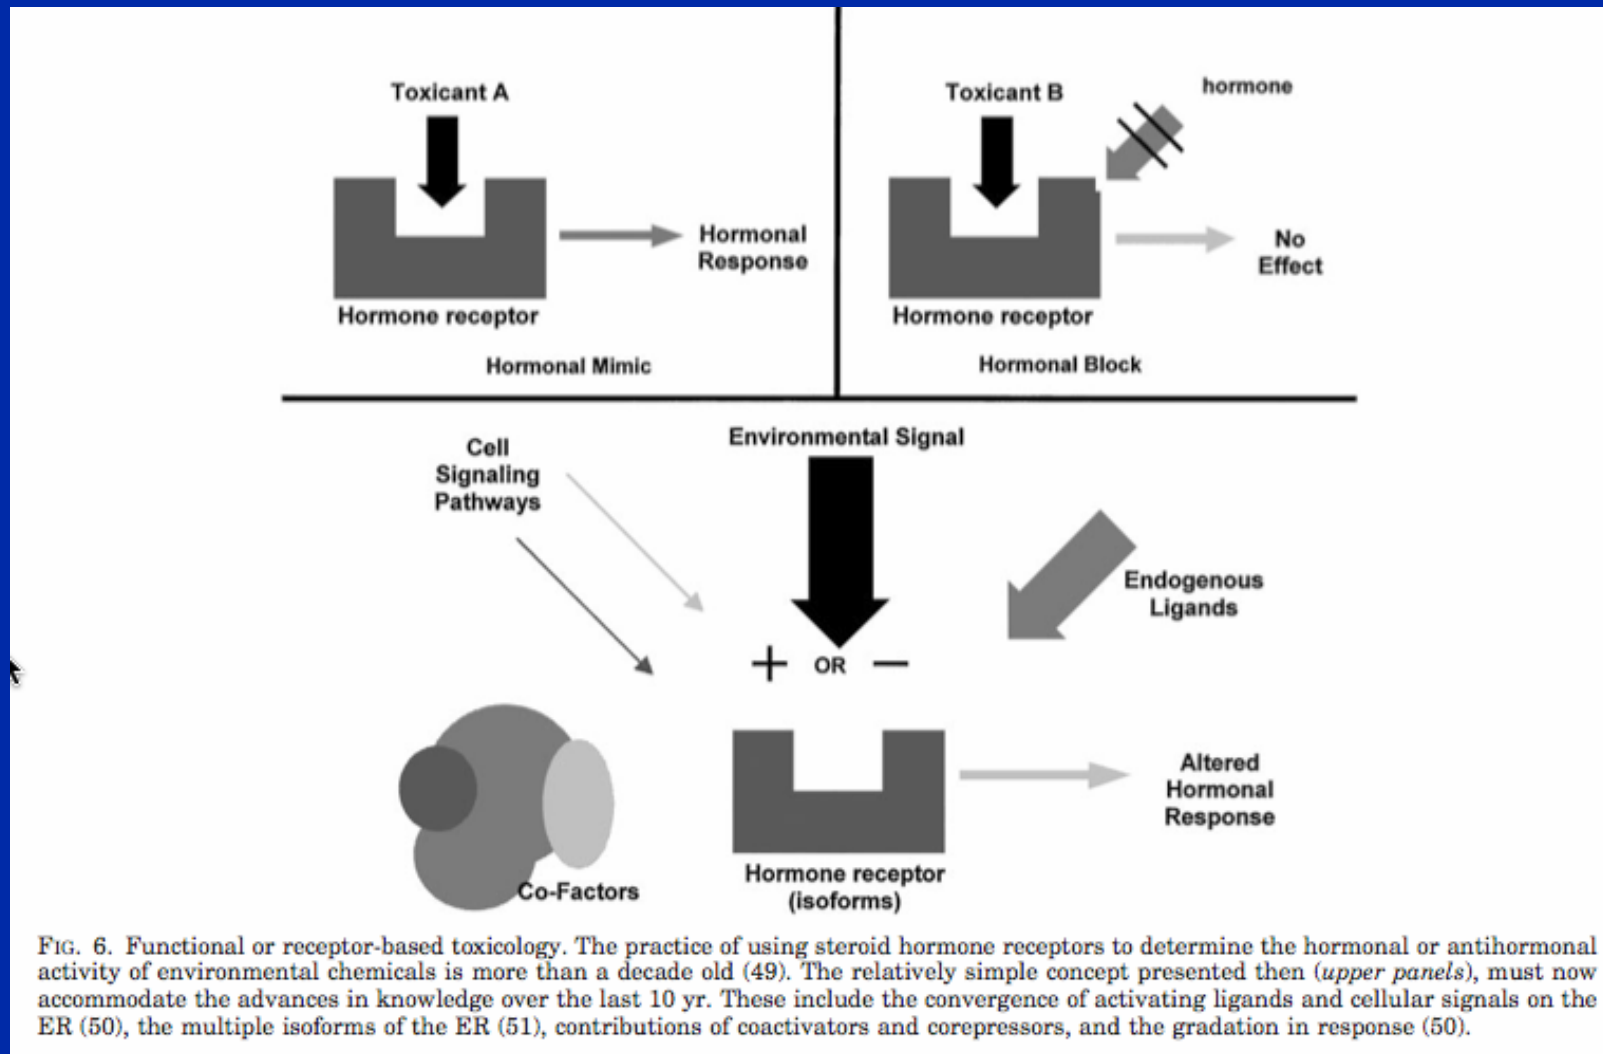 Toxicant A
Hormone receptor
Hormonal
Response
Hormonal Mimic
Toxicant B
hormone
Hormone receptor
No
Effect
Hormonal Block
Cell
Signaling
Pathways
Environmental Signal
Endogenous
Ligands
+ OR −
Co-Factors
Hormone receptor
(isoforms)
Altered
Hormonal
Response
FIG. 6. Functional or receptor-based toxicology. The practice of using steroid hormone receptors to determine the hormonal or antihormonal
activity of environmental chemicals is more than a decade old (49). The relatively simple concept presented then (upper panels), must now
accommodate the advances in knowledge over the last 10 yr. These include the convergence of activating ligands and cellular signals on the
ER (50), the multiple isoforms of the ER (51), contributions of coactivators and corepressors, and the gradation in response (50).